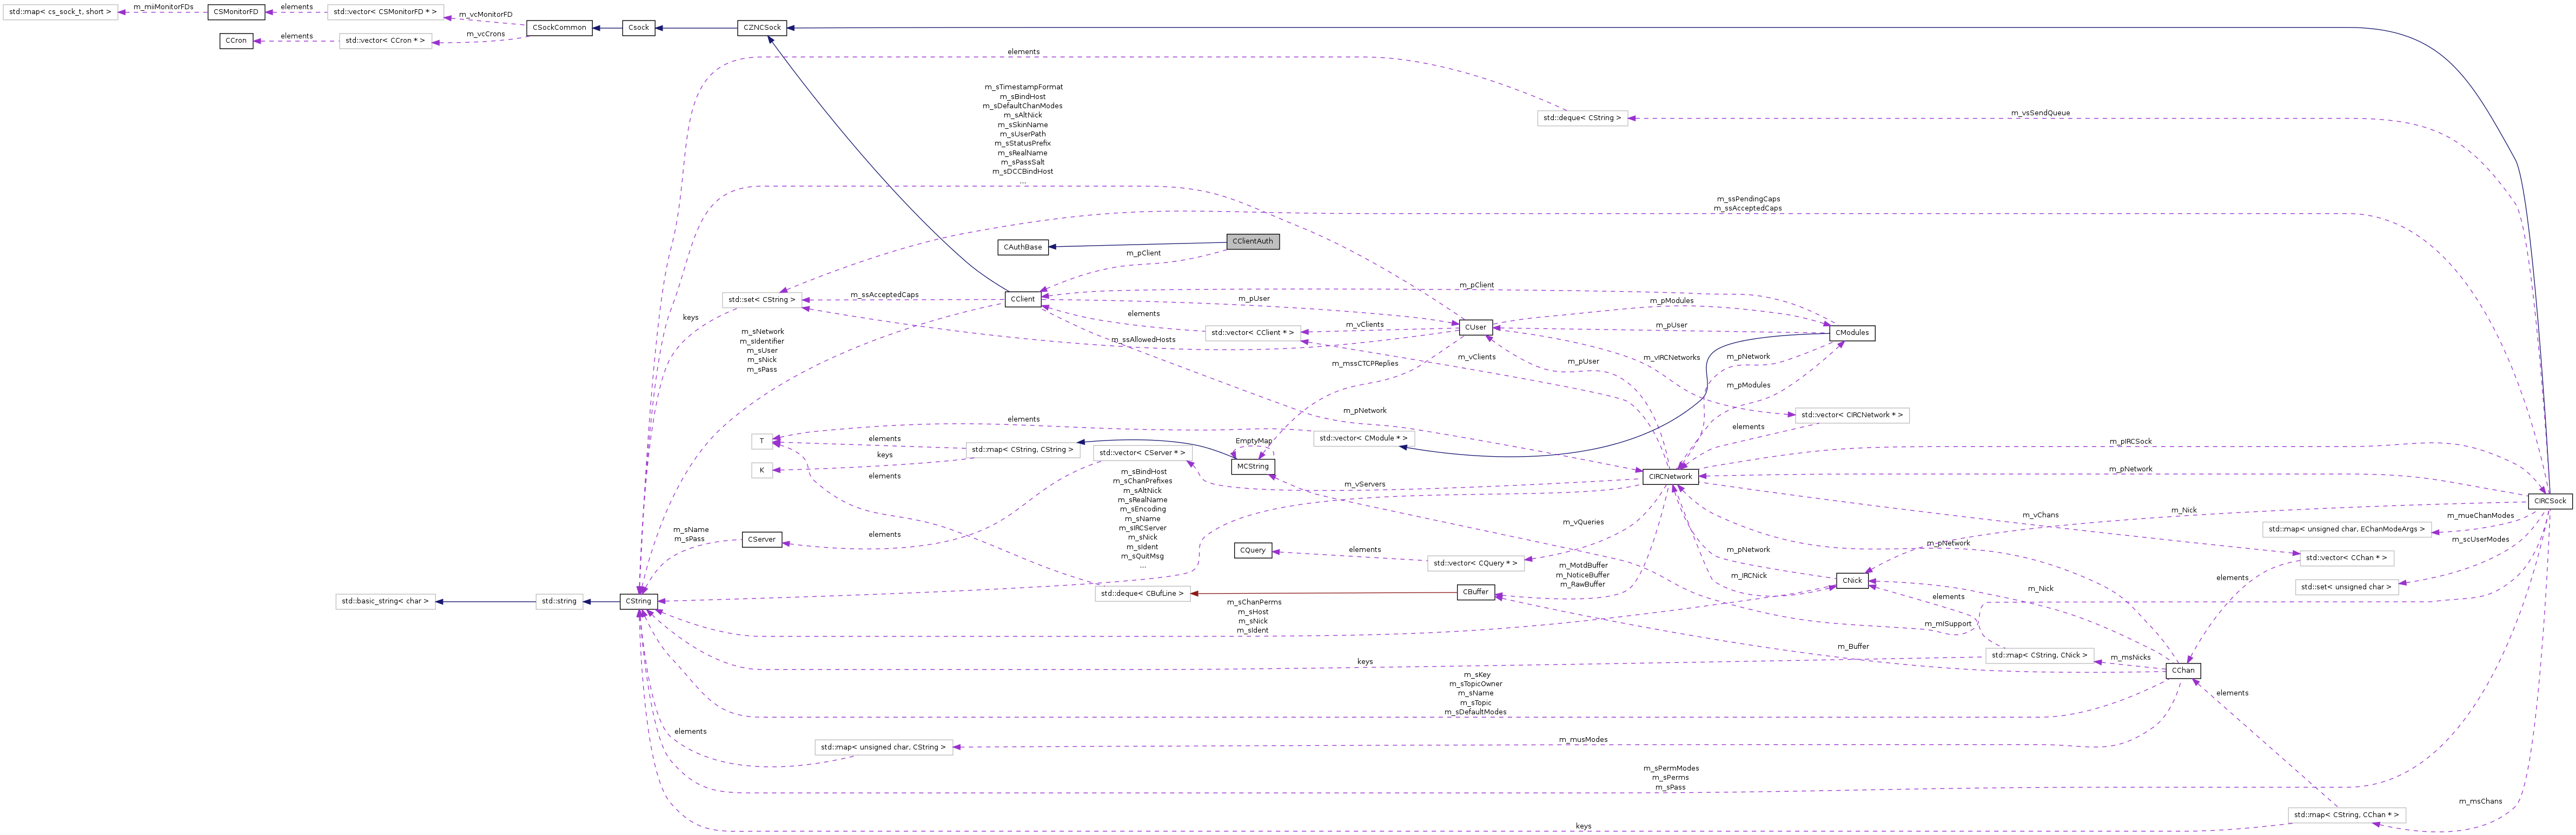 std::map< cs_sock_t, short >
m_miiMonitorFDs
CSMonitorFD
elements
std::vector< CSMonitorFD * >
m_vcMonitorFD
CCron
elements
std::vector< CCron * >
m_vcCrons
CSockCommon
Csock
CZNCSock
elements
m_sTimestampFormat
m_sBindHost
m_sDefaultChanModes
m_sAltNick
m_sSkinName
m_sUserPath
m_sStatusPrefix
m_sRealName
m_sPassSalt
m_sDCCBindHost
...
std::deque< CString >
m_vsSendQueue
m_ssPendingCaps
m_ssAcceptedCaps
CAuthBase
CClientAuth
m_pClient
std::set< CString >
m_ssAcceptedCaps
CClient
m_pUser
m_pClient
keys
elements
std::vector< CClient * >
m_vClients
CUser
m_pModules
m_pUser
CModules
m_sNetwork
m_sIdentifier
m_sUser
m_sNick
m_sPass
m_ssAllowedHosts
m_mssCTCPReplies
m_vClients
m_pUser
m_vIRCNetworks
m_pNetwork
m_pModules
m_pNetwork
std::vector< CIRCNetwork * >
elements
elements
T
elements
keys
K
elements
std::map< CString, CString >
std::vector< CServer * >
EmptyMap
MCString
std::vector< CModule * >
CIRCNetwork
m_pIRCSock
m_pNetwork
m_vServers
m_sBindHost
m_sChanPrefixes
m_sAltNick
m_sRealName
m_sEncoding
m_sName
m_sIRCServer
m_sNick
m_sIdent
m_sQuitMsg
...
CIRCSock
m_Nick
m_vChans
m_mueChanModes
std::map< unsigned char, EChanModeArgs >
m_scUserModes
m_sName
m_sPass
CServer
elements
m_vQueries
CQuery
elements
std::vector< CQuery * >
m_pNetwork
m_pNetwork
std::vector< CChan * >
elements
m_MotdBuffer
m_NoticeBuffer
m_RawBuffer
m_IRCNick
CNick
std::set< unsigned char >
std::basic_string< char >
std::string
CString
std::deque< CBufLine >
CBuffer
elements
m_Nick
m_sChanPerms
m_sHost
m_sNick
m_sIdent
m_mISupport
m_Buffer
keys
std::map< CString, CNick >
m_msNicks
CChan
m_sKey
m_sTopicOwner
m_sName
m_sTopic
m_sDefaultModes
elements
elements
std::map< unsigned char, CString >
m_musModes
m_sPermModes
m_sPerms
m_sPass
m_msChans
std::map< CString, CChan * >
keys